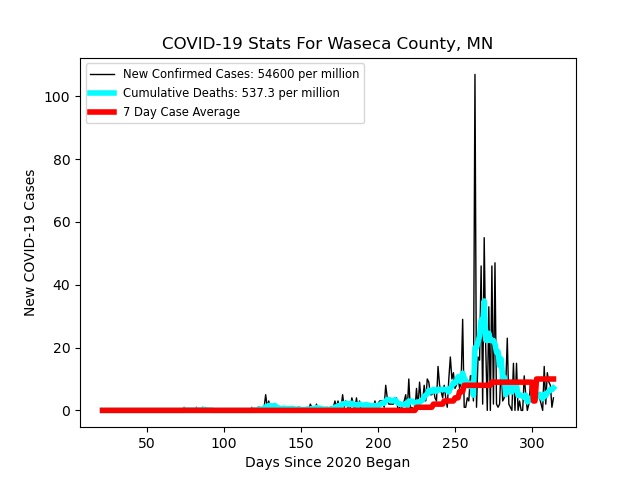 COVID-19 Stats For Waseca County, MN
New Confirmed Cases: 54600 per million
Cumulative Deaths: 537.3 per million
7 Day Case Average
100
80
60
40
20
0
New COVID-19 Cases
50 100 150 200 250 300
Days Since 2020 Began